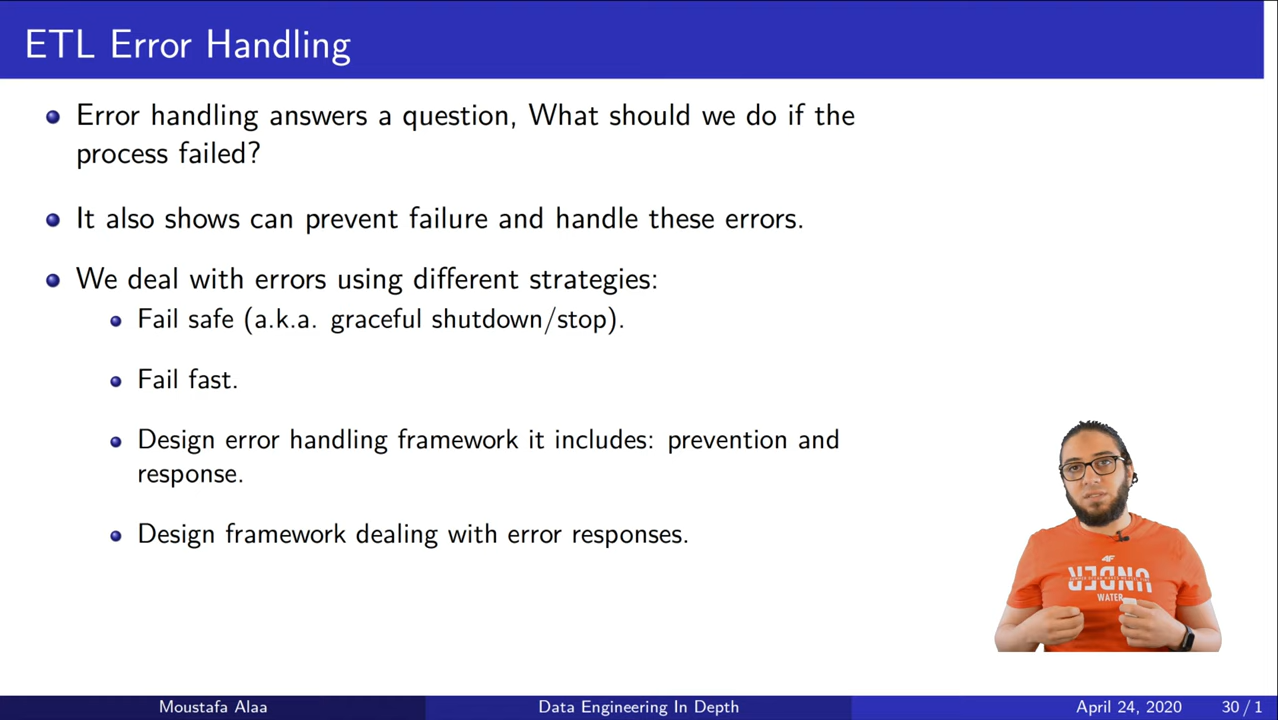 ETL Error Handling
Error handling answers a question, What should we do if the
process failed?
It also shows can prevent failure and handle these errors.
We deal with errors using different strategies:
Fail safe (a.k.a. graceful shutdown/stop).
Fail fast.
Design error handling framework it includes: prevention and
response.
Design framework dealing with error responses.
4F
UNDER
WATER
Moustafa Alaa
Data Engineering In Depth
April 24, 2020
30 / 1